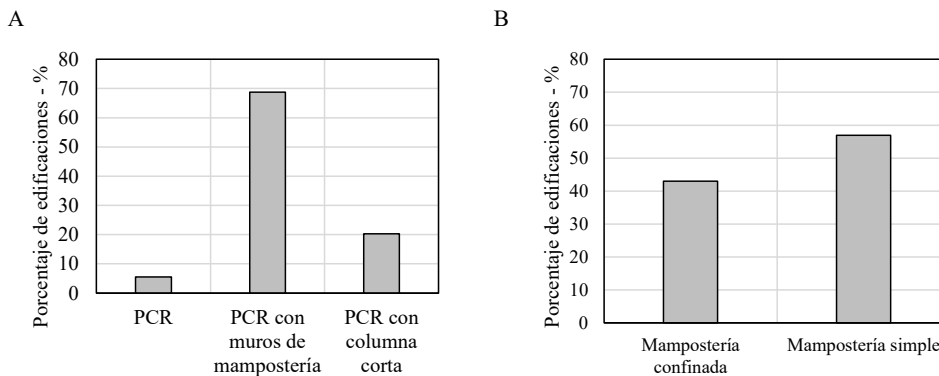 A
Porcentaje de edificaciones - %
80
70
60
50
40
30
20
10
0
PCR
PCR con
muros de
mampostería
PCR con
columna
corta
B
Porcentaje de edificaciones - %
80
70
60
50
40
30
20
10
0
Mampostería
confinada
Mampostería simple